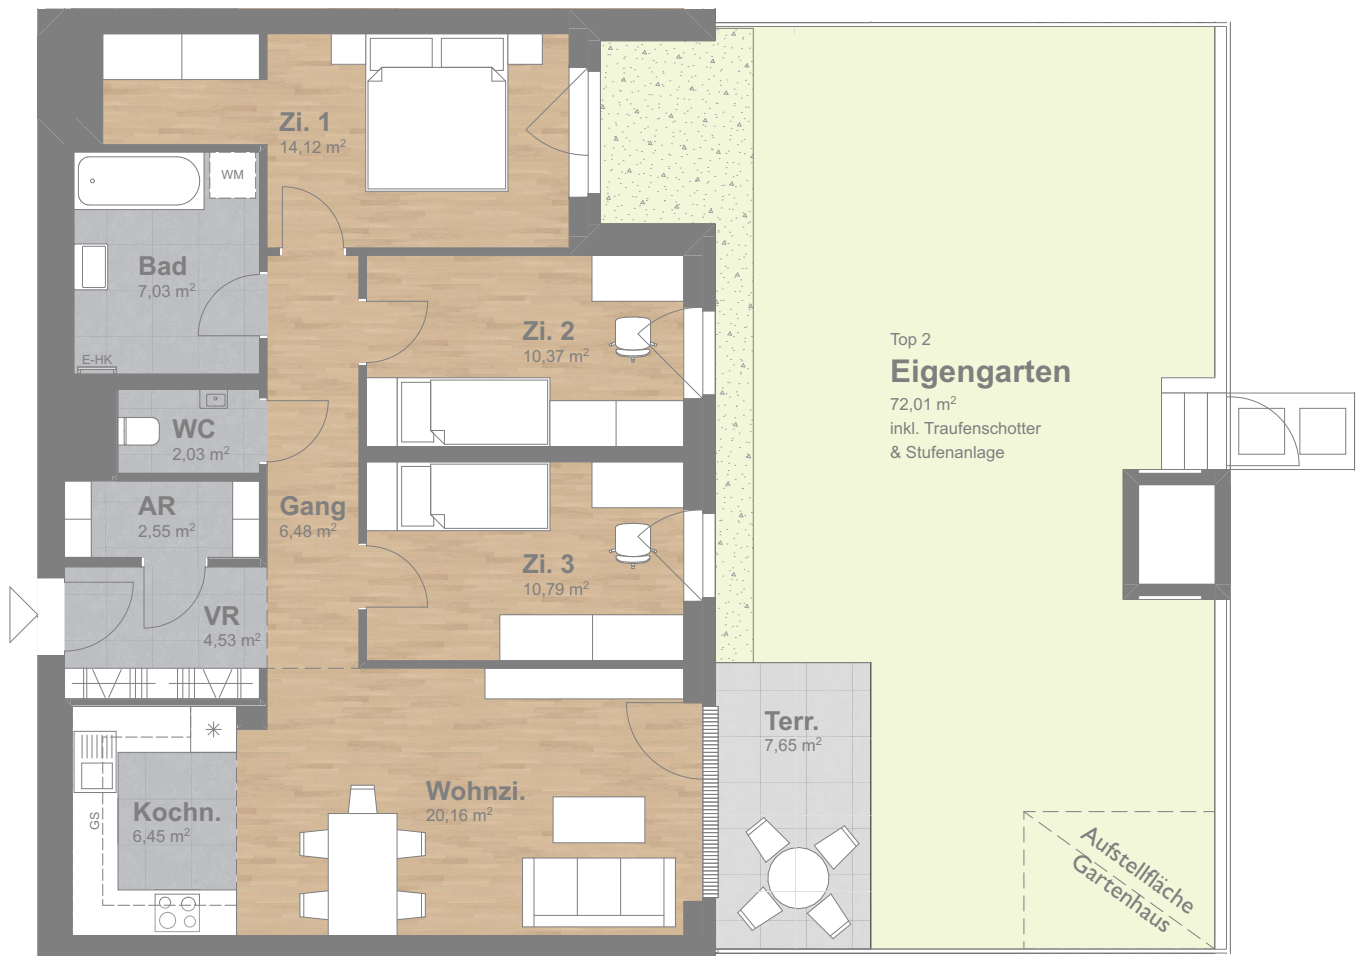 Zi. 1
14,12 m²
WM
Bad
7,03 m²
E-HK
Zi. 2
10,37 m²
WC
2,03 m²
AR
2,55 m²
Gang
6,48 m²
Zi. 3
10,79 m²
VR
4,53 m²
Kochn.
6,45 m²
GS
Wohnzi.
20,16 m²
Terr.
7,65 m²
Top 2
Eigengarten
72,01 m²
inkl. Traufenschotter
& Stufenanlage
Aufstellfläche
Gartenhaus